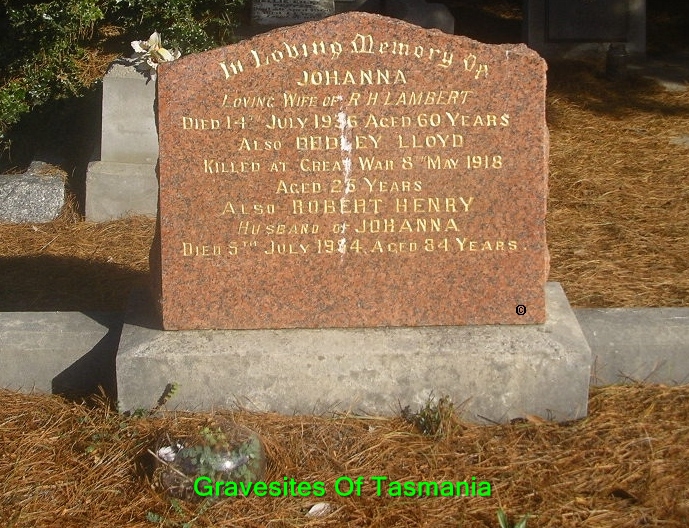 In Loving Memory Of
JOHANNA
LOVING WIFE OF R H LAMBERT
DIED 14TH JULY 1936 AGED 60 YEARS
ALSO DUDLEY LLOYD
KILLED AT GREAT WAR 8TH MAY 1918
AGED 25 YEARS
ALSO ROBERT HENRY
HUSBAND OF JOHANNA
DIED 5TH JULY AGED 84 YEARS.
©
Gravesites Of Tasmania